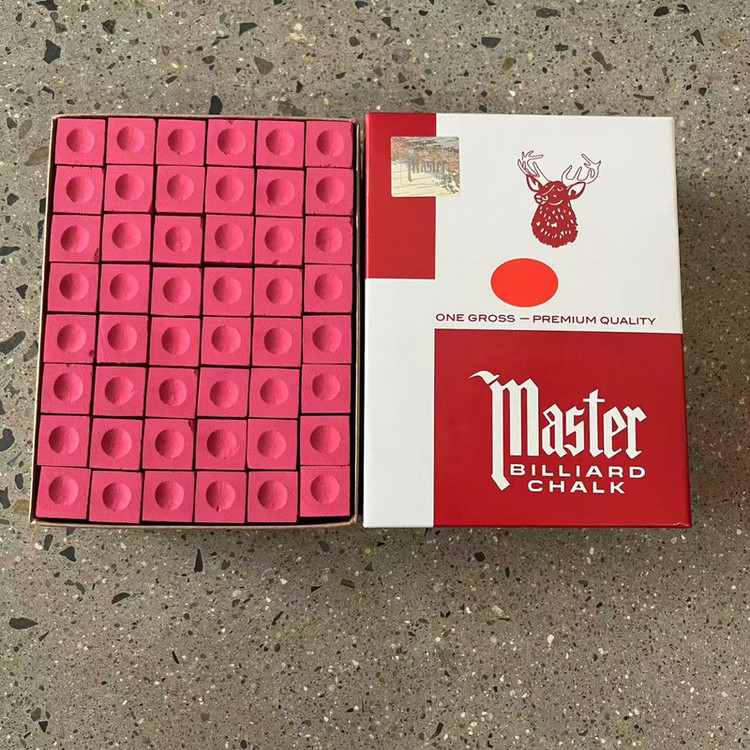 Master
ONE GROSS — PREMIUM QUALITY
Master
BILLIARD
CHALK